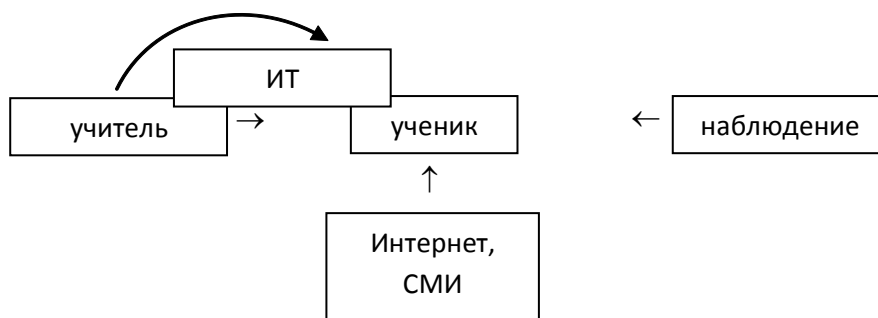 ИТ
учитель → ученик ← наблюдение
↑
Интернет,
СМИ